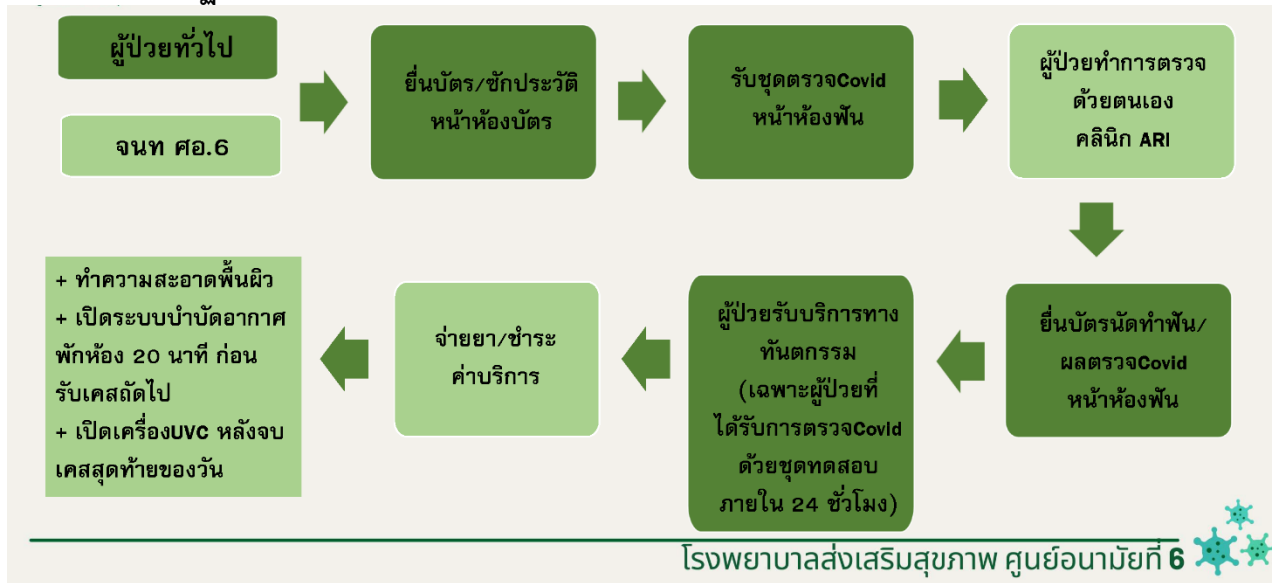 ผู้ป่วยทั่วไป
จนท ศอ.6
ยื่นบัตร/ซักประวัติ
หน้าห้องบัตร
รับชุดตรวจCovid
หน้าห้องฟัน
ผู้ป่วยทำการตรวจ
ด้วยตนเอง
คลินิก ARI
ยื่นบัตรนัดทำฟัน/
ผลตรวจCovid
หน้าห้องฟัน
ผู้ป่วยรับบริการทาง
ทันตกรรม
(เฉพาะผู้ป่วยที่
ได้รับการตรวจCovid
ด้วยชุดทดสอบ
ภายใน 24 ชั่วโมง)
จ่ายยา/ชำระ
ค่าบริการ
+ ทำความสะอาดพื้นผิว
+ เปิดระบบบำบัดอากาศ
พักห้อง 20 นาที ก่อน
รับเคสถัดไป
+ เปิดเครื่องUVC หลังจบ
เคสสุดท้ายของวัน
โรงพยาบาลส่งเสริมสุขภาพ ศูนย์อนามัยที่ 6